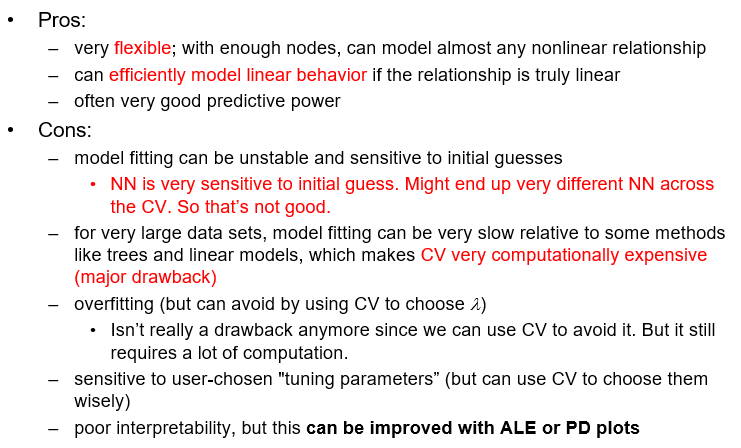 • Pros:
– very flexible; with enough nodes, can model almost any nonlinear relationship
– can efficiently model linear behavior if the relationship is truly linear
– often very good predictive power
• Cons:
– model fitting can be unstable and sensitive to initial guesses
• NN is very sensitive to initial guess. Might end up very different NN across
the CV. So that’s not good.
– for very large data sets, model fitting can be very slow relative to some methods
like trees and linear models, which makes CV very computationally expensive
(major drawback)
– overfitting (but can avoid by using CV to choose λ)
• Isn’t really a drawback anymore since we can use CV to avoid it. But it still
requires a lot of computation.
– sensitive to user-chosen "tuning parameters” (but can use CV to choose them
wisely)
– poor interpretability, but this can be improved with ALE or PD plots